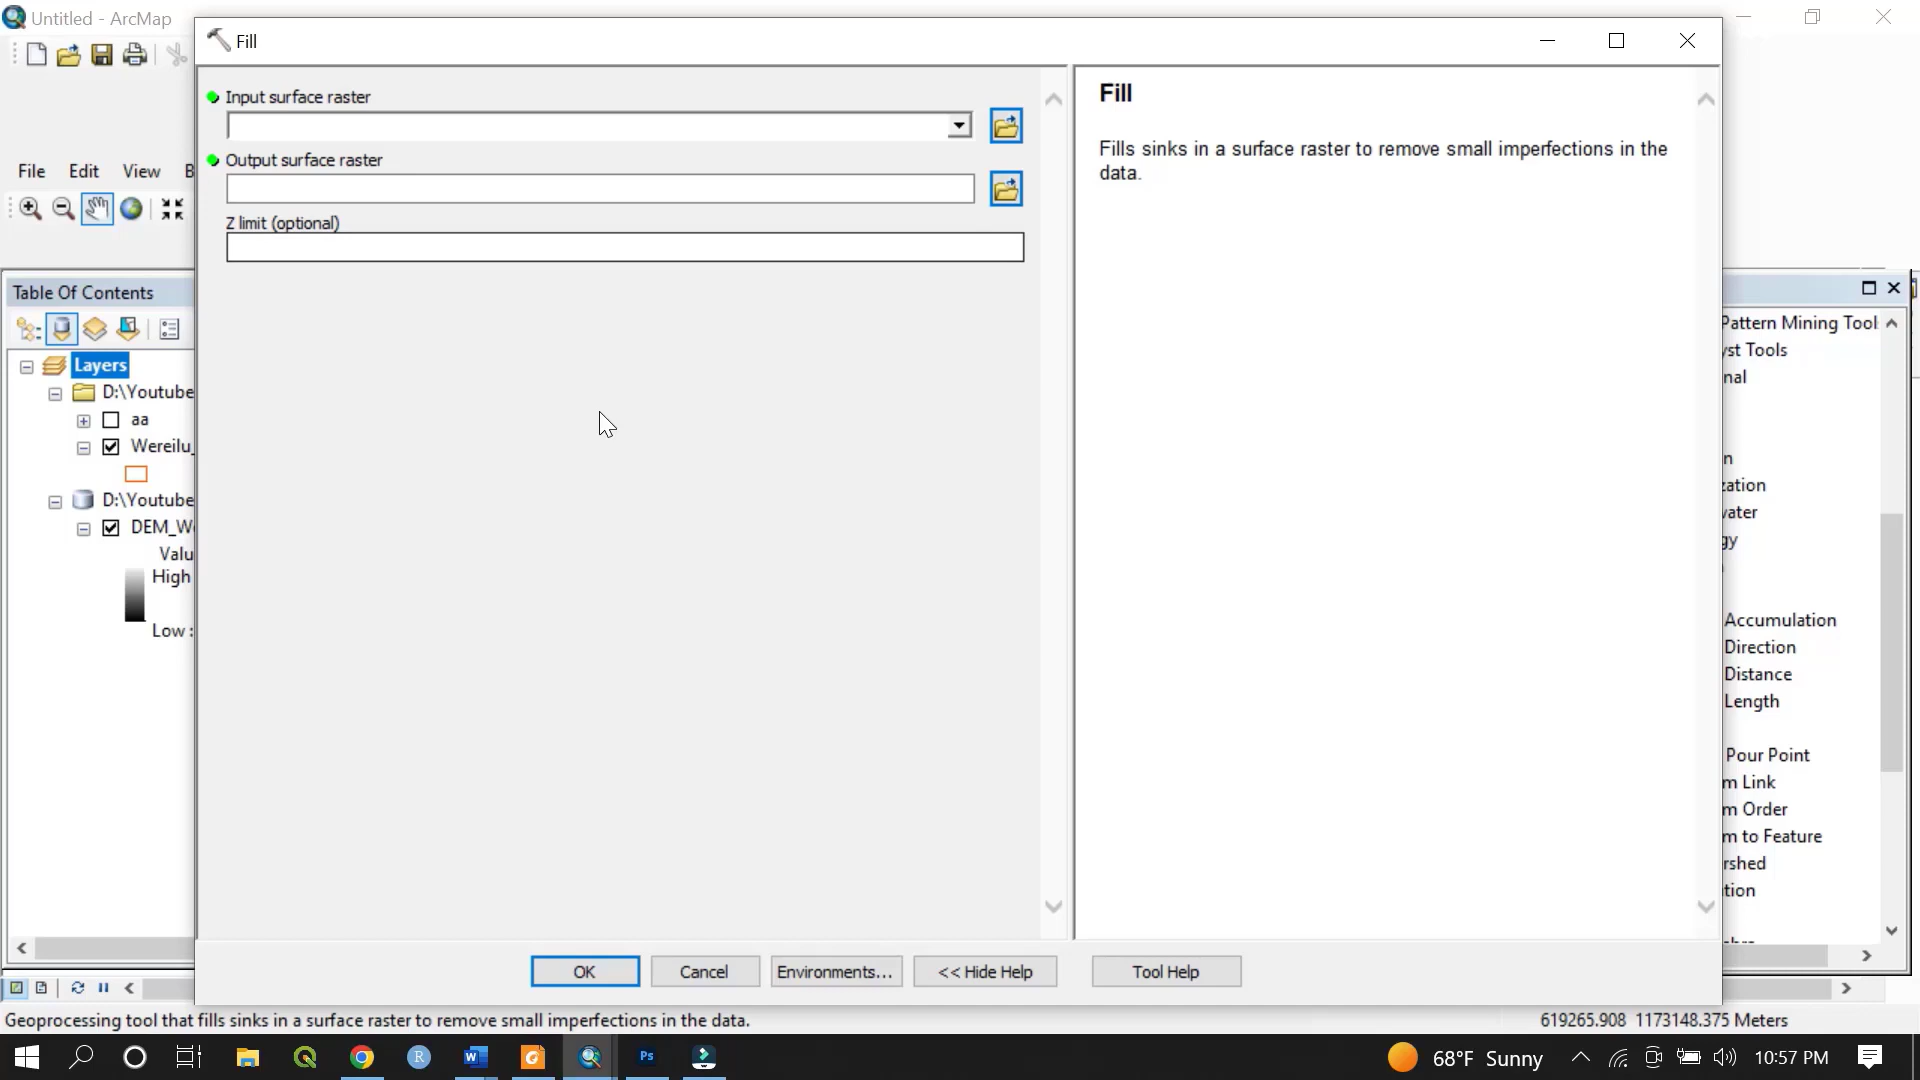 Untitled - ArcMap
Fill
File Edit View
Input surface raster
Output surface raster
Z limit (optional)
Fill
Fills sinks in a surface raster to remove small imperfections in the
data.
Table Of Contents
Layers
D:\Youtube
aa
Wereilu_
D:\Youtube
DEM_W
Valu
High
Low :
Pattern Mining Tool
yst Tools
nal
n
zation
vater
gy
Accumulation
Direction
Distance
Length
Pour Point
m Link
m Order
m to Feature
rshed
tion
OK Cancel Environments... << Hide Help Tool Help
Geoprocessing tool that fills sinks in a surface raster to remove small imperfections in the data.
619265.908 1173148.375 Meters
68°F Sunny 10:57 PM